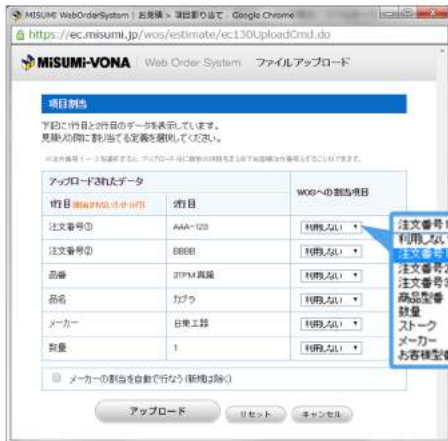 MISUMI WebOrderSystem | お見積 > 項目割り当て - Google Chrome
https://ec.misumi.jp/wos/estimate/ec130UploadCmd.do
MiSUMi-VONA Web Order System ファイルアップロード
項目割当
下記に1行目と2行目のデータを表示しています。
見積りの際に割り当てる定義を選択してください。
アップロードされたデータ
WOSへの割当項目
1行目 2行目
注文番号① AAA-123 利用しない
注文番号② BBBB 利用しない
品番 利用しない
品名 カプラ 利用しない
メーカー 日東工器 利用しない
数量 1 利用しない
注文番号1
利用しない
注文番号1
注文番号2
注文番号3
商品型番
数量
ストーク
メーカー
お客様型番
メーカーの割当を自動で行なう(新規は除く)
アップロード リセット キャンセル